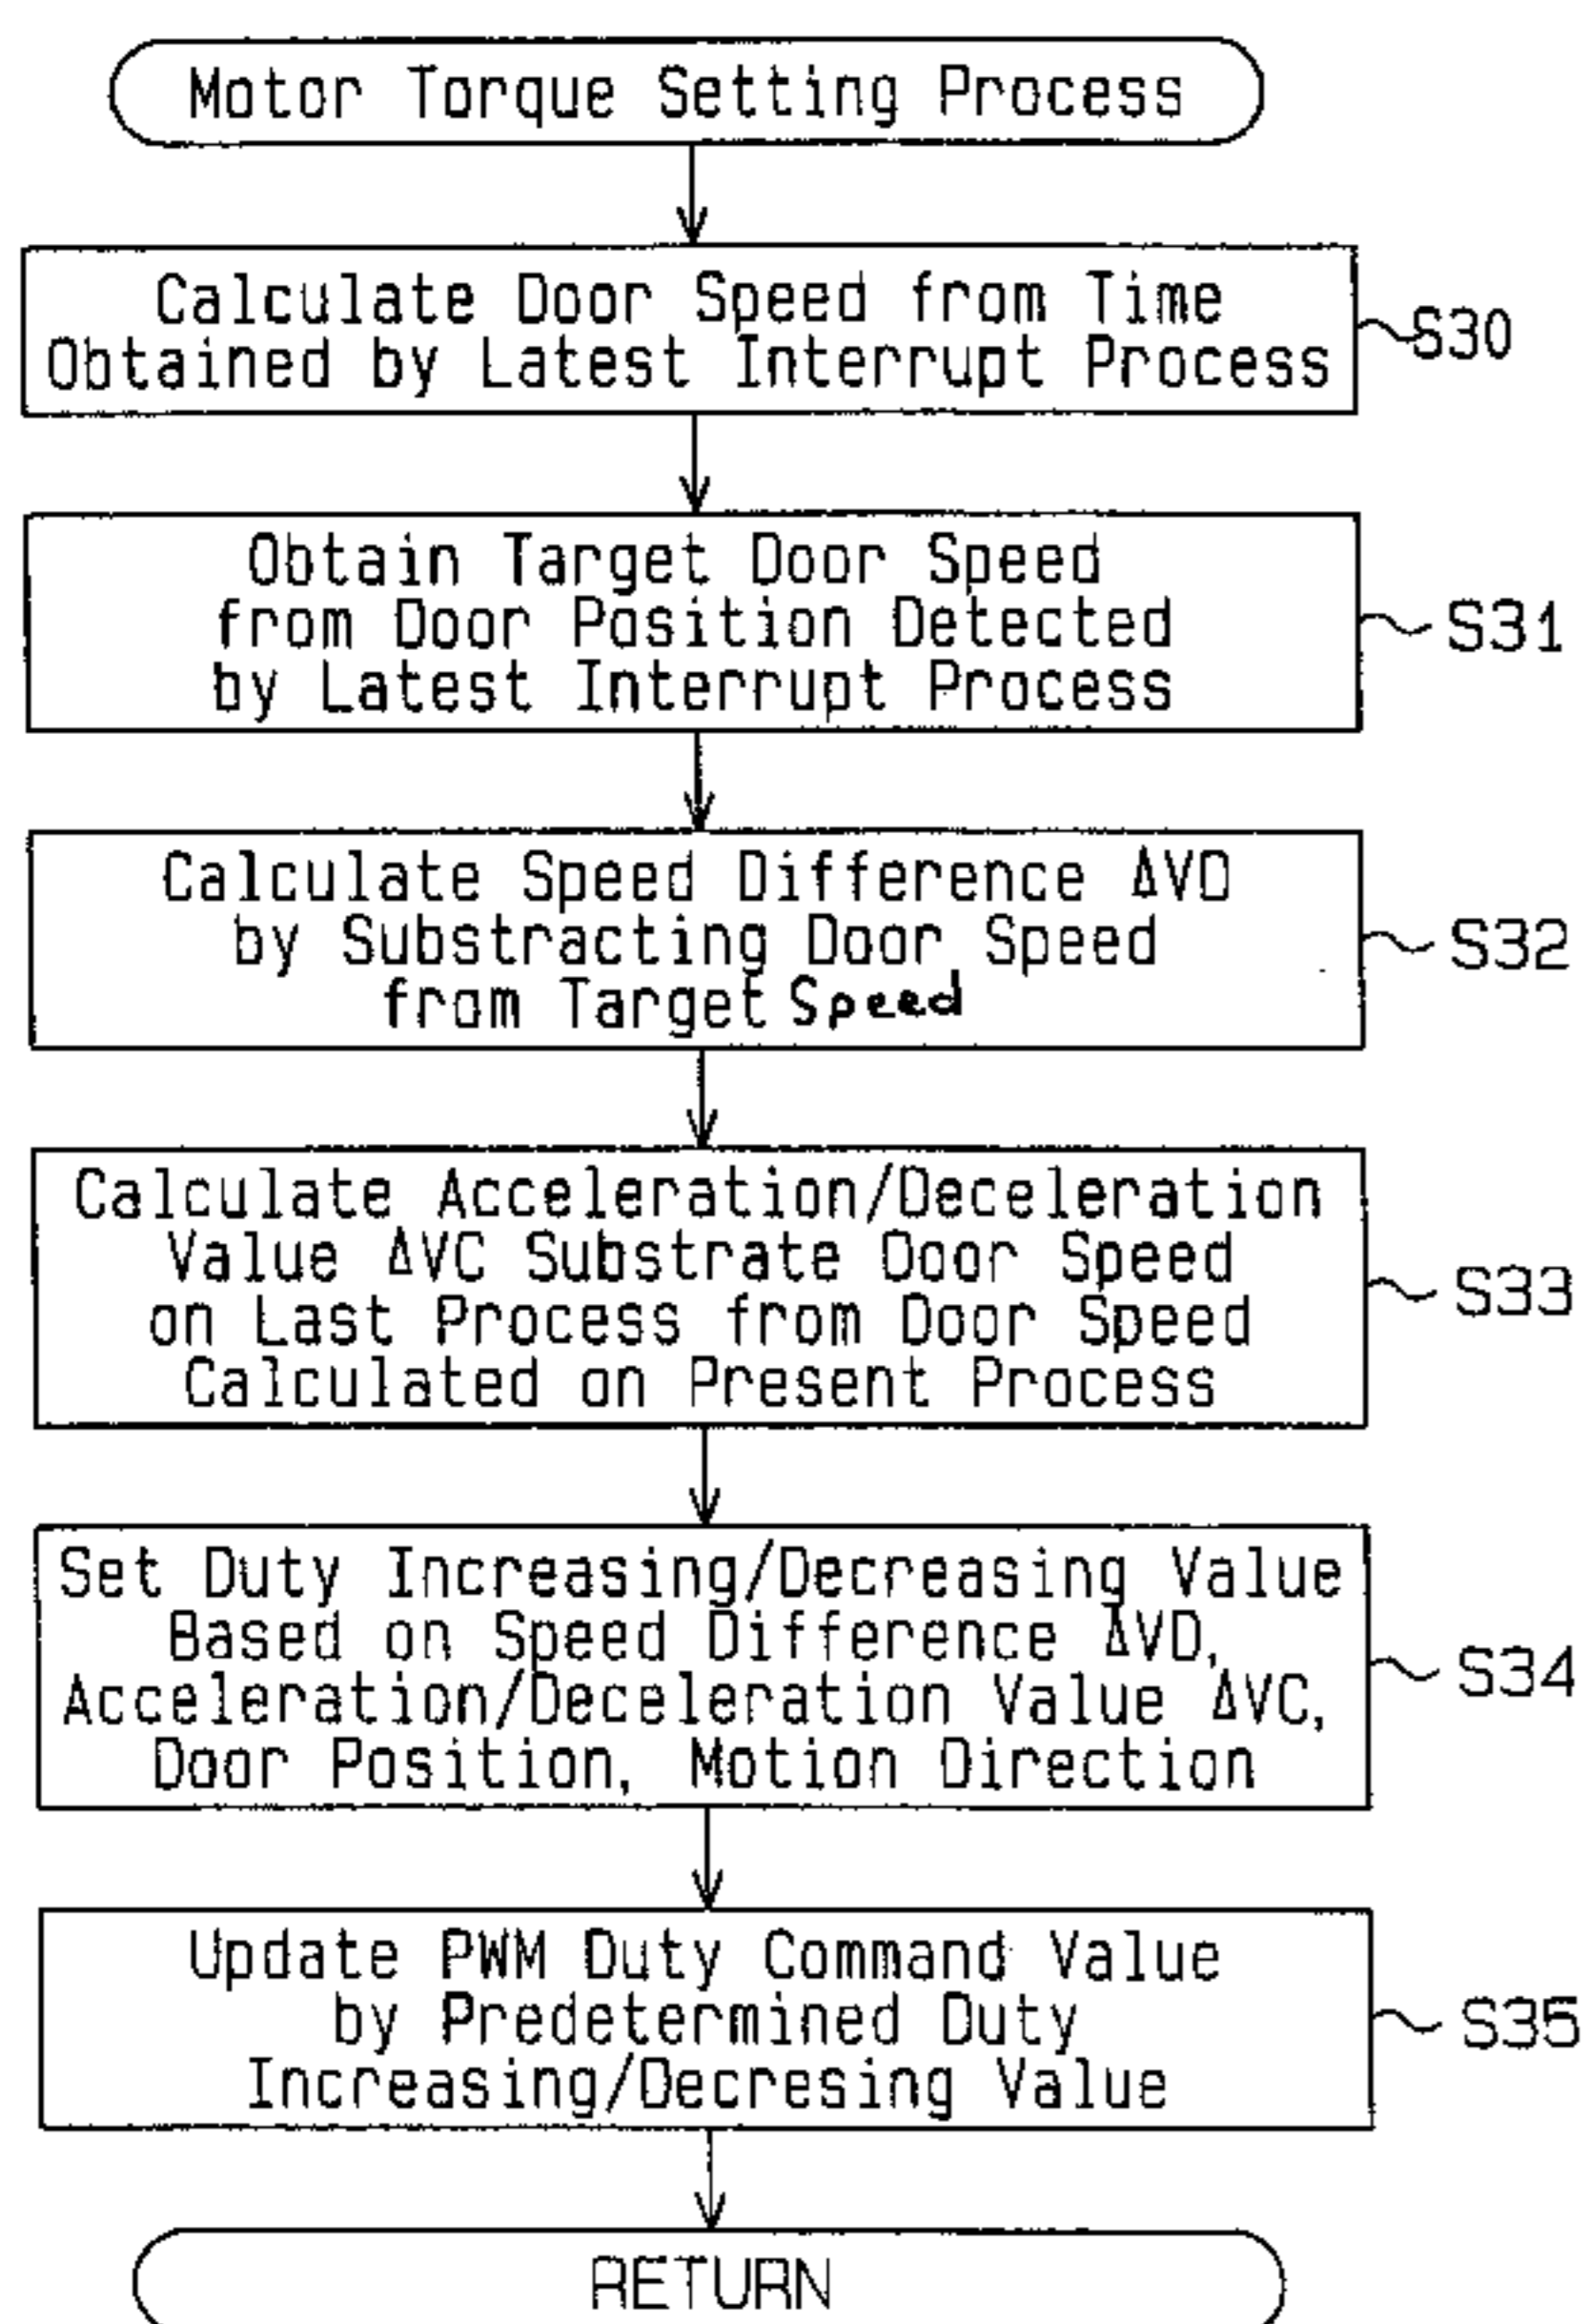 Motor Torque Setting Process
Calculate Door Speed from Time
Obtained by Latest Interrupt Process
S30
Obtain Target Door Speed
from Door Position Detected
by Latest Interrupt Process
S31
Calculate Speed Difference ΔVD
by Substracting Door Speed
from Target Speed
S32
Calculate Acceleration/Deceleration
Value ΔVC Substrate Door Speed
on Last Process from Door Speed
Calculated on Present Process
S33
Set Duty Increasing/Decreasing Value
Based on Speed Difference ΔVD,
Acceleration/Deceleration Value ΔVC,
Door Position, Motion Direction
S34
Update PWM Duty Command Value
by Predetermined Duty
Increasing/Decresing Value
S35
RETURN